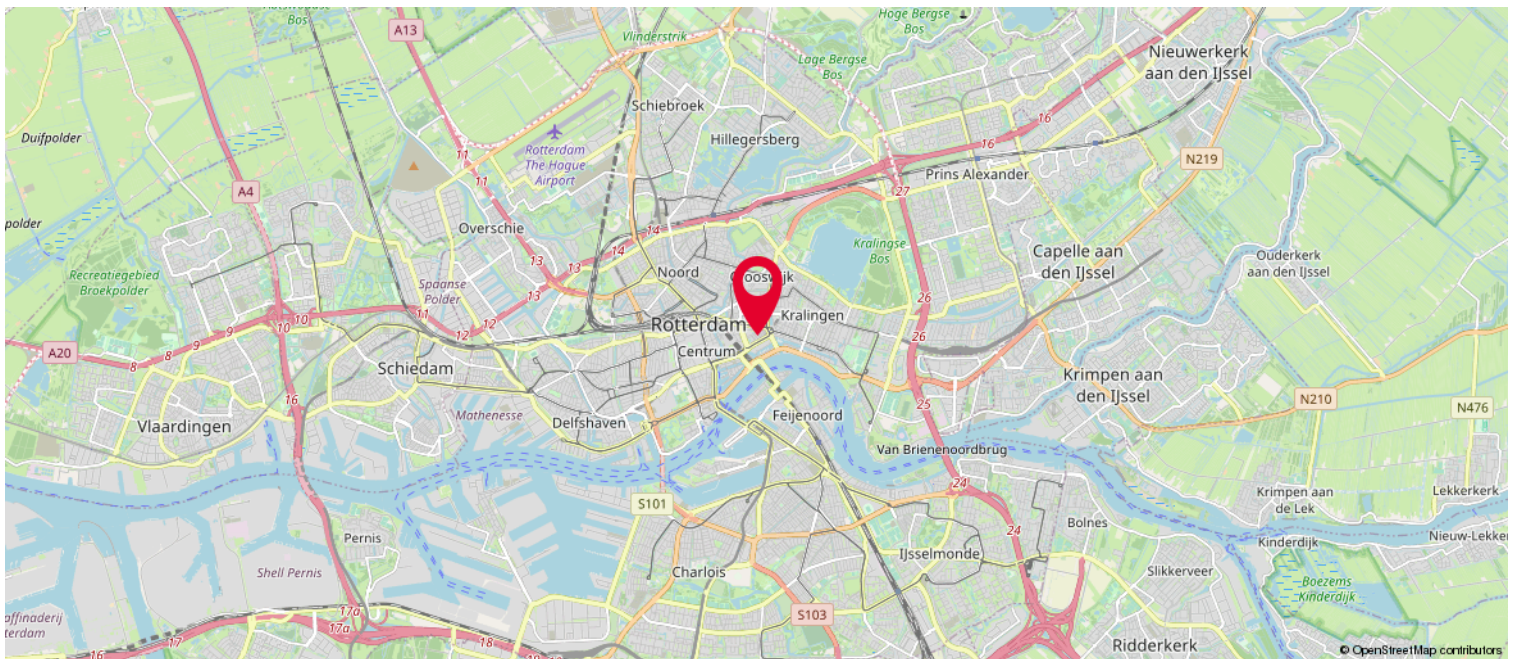 Hoge Bergse
Bos
A13
Vlinderstrik
Lage Bergse
Bos
Nieuwerkerk
aan den IJssel
Schiebroek
Duifpolder
Rotterdam
The Hague
Airport
Hillegersberg
16
16
N219
11
11
A4
Prins Alexander
27
polder
Overschie
14
14
Recreatiegebied
Broekpolder
13
13
13
Spaanse
Polder
Noord
Kralingse
Bos
Capelle aan
den IJssel
Ouderkerk
aan den IJssel
26
26
9
9
10
10
11
12
12
Rotterdam
Kralingen
A20
8
8
Centrum
Schiedam
Krimpen aan
den IJssel
16
N210
N476
25
Vlaardingen
Mathenesse
Delfshaven
Feijenoord
Van Brienenoordbrug
24
24
S101
Krimpen aan
de Lek
Lekkerkerk
Pernis
Bolnes
Kinderdijk
Nieuw-Lekker
IJsselmonde
Shell Pernis
Charlois
Slikkerveer
Boezems
Kinderdijk
17a
17a
S103
17
18
19
16
Ridderkerk
© OpenStreetMap contributors